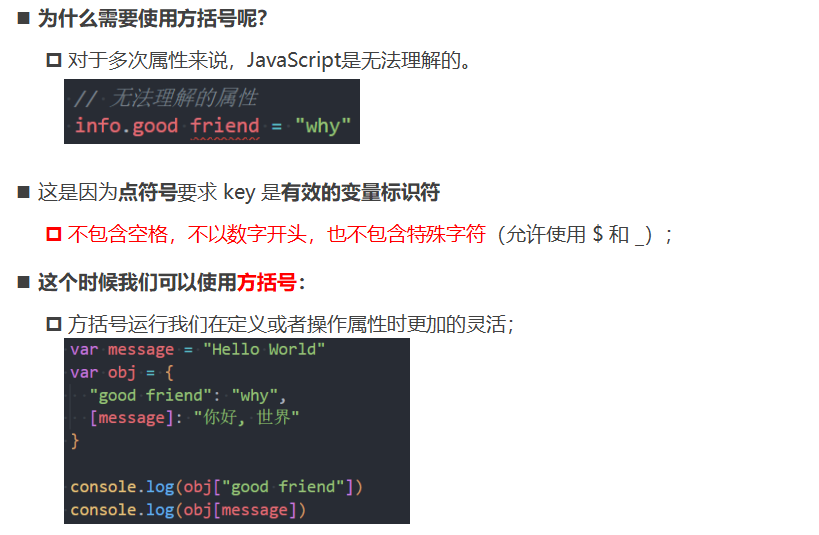 为什么需要使用方括号呢？
对于多次属性来说，JavaScript是无法理解的。
// 无法理解的属性
info.good friend = "why"
这是因为点符号要求 key 是有效的变量标识符
不包含空格，不以数字开头，也不包含特殊字符（允许使用 $ 和 _）；
这个时候我们可以使用方括号：
方括号运行我们在定义或者操作属性时更加的灵活；
var message = "Hello World"
var obj = {
"good friend": "why",
[message]: "你好, 世界"
}
console.log(obj["good friend"])
console.log(obj[message])